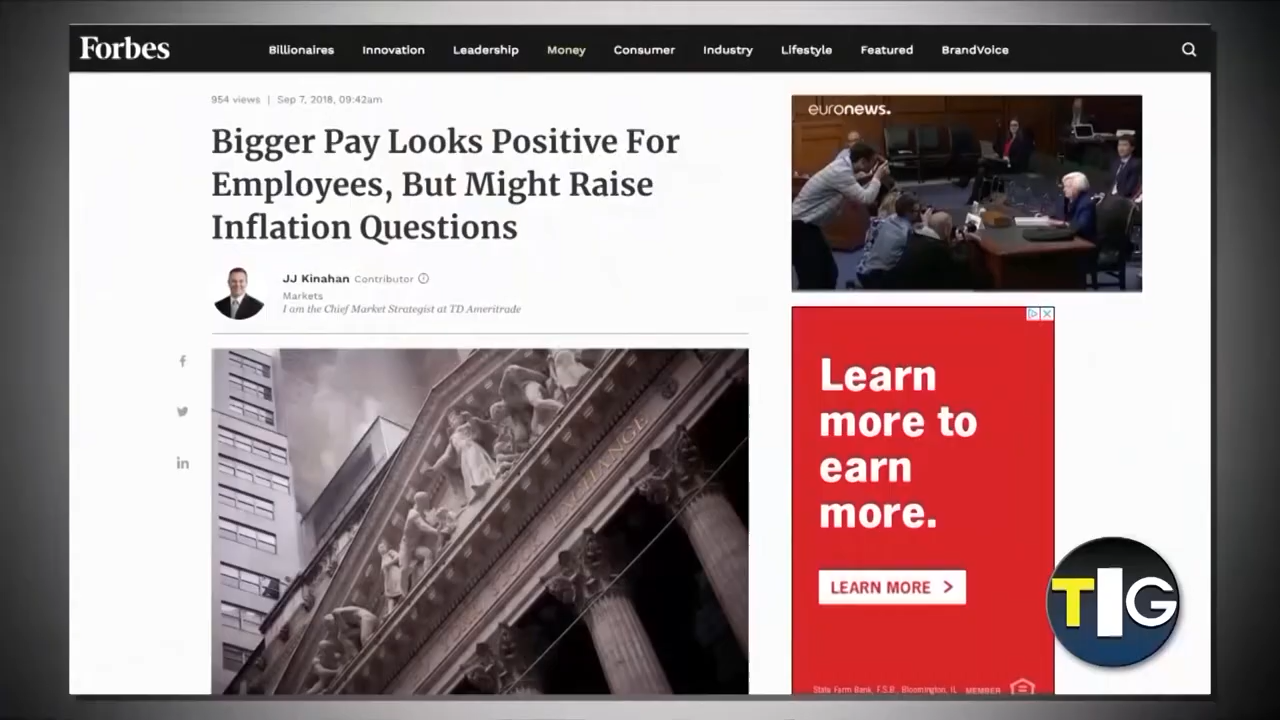 Forbes
Billionaires Innovation Leadership Money Consumer Industry Lifestyle Featured BrandVoice
954 views | Sep 7, 2018, 09:42am
Bigger Pay Looks Positive For
Employees, But Might Raise
Inflation Questions
JJ Kinahan Contributor
Markets
I am the Chief Market Strategist at TD Ameritrade
f
in
EXCHANGE
euronews.
Learn
more to
earn
more.
LEARN MORE >
State Farm Bank, F.S.B., Bloomington, IL MEMBER
TIG